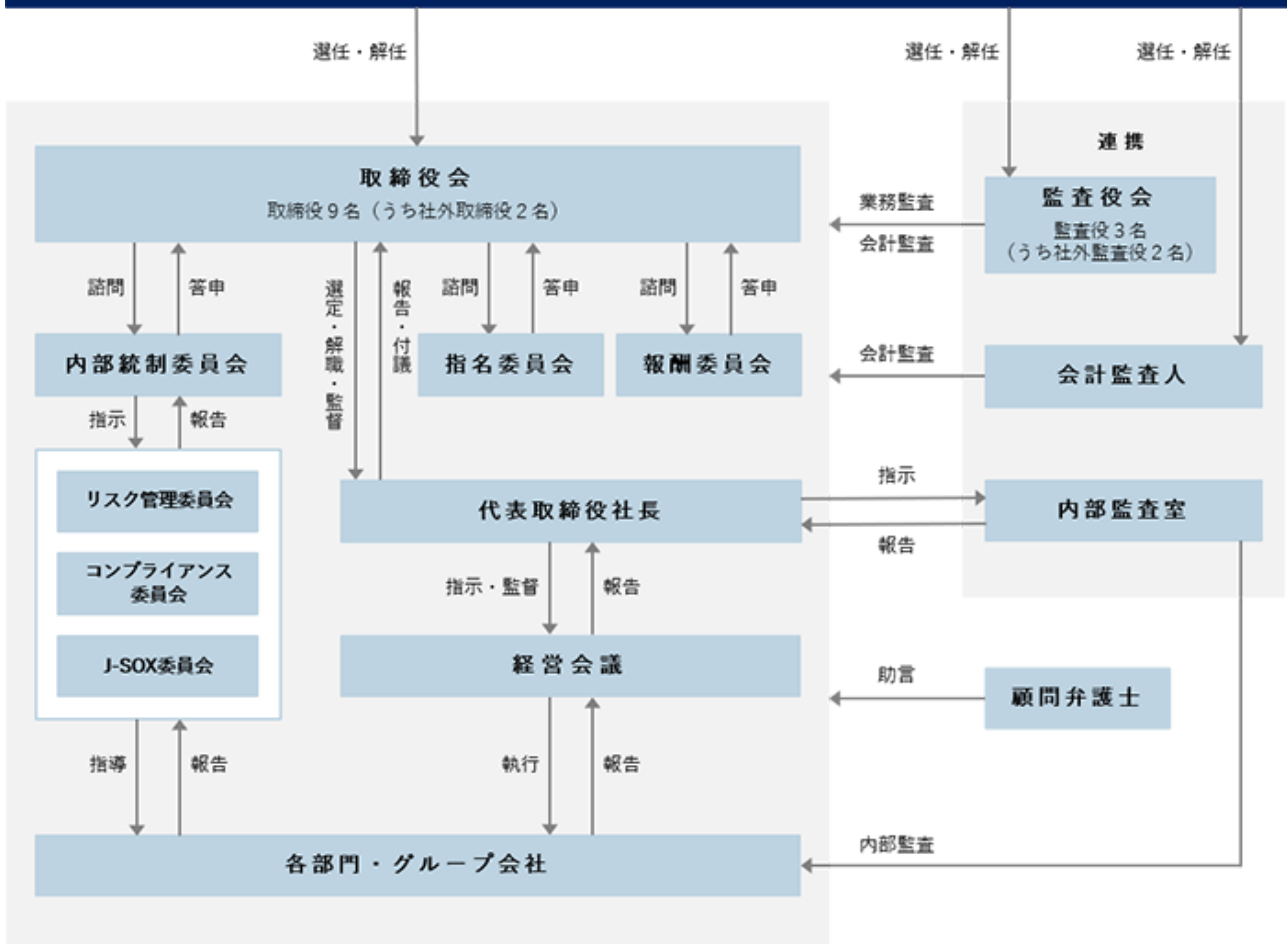 選任・解任
選任・解任
選任・解任
連携
取締役会
取締役９名（うち社外取締役２名）
監査役会
監査役３名
（うち社外監査役２名）
業務監査
会計監査
諮問
答申
選定・解職・監督
報告・付議
諮問
答申
諮問
答申
内部統制委員会
指名委員会
報酬委員会
会計監査
会計監査人
指示
報告
リスク管理委員会
コンプライアンス
委員会
J-SOX委員会
代表取締役社長
指示
報告
内部監査室
指示・監督
報告
経営会議
助言
顧問弁護士
指導
報告
執行
報告
各部門・グループ会社
内部監査